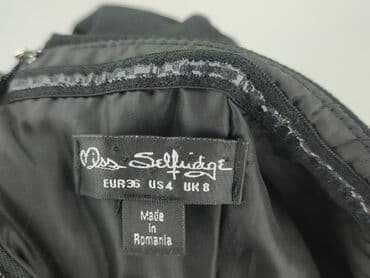 Miss Selfridge
EUR36 US4 UK8
Made
in
Romania